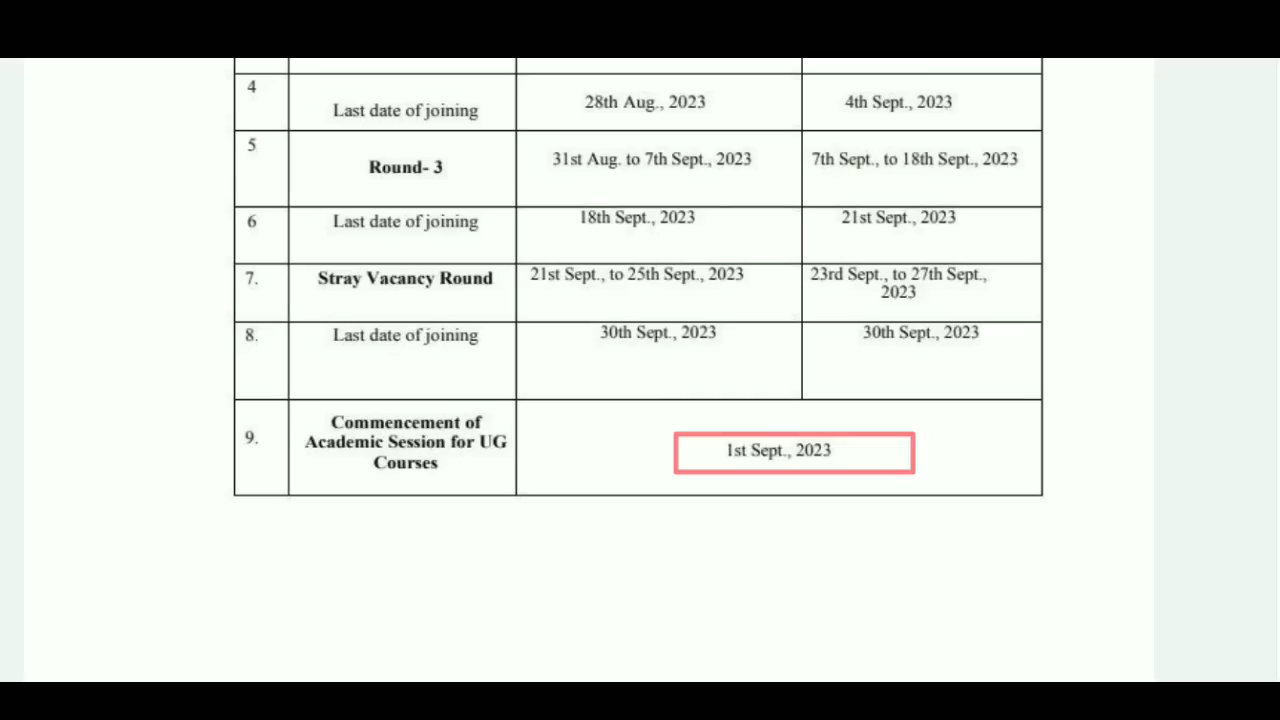 4
Last date of joining
28th Aug., 2023
4th Sept., 2023
5
Round- 3
31st Aug. to 7th Sept., 2023
7th Sept., to 18th Sept., 2023
6
Last date of joining
18th Sept., 2023
21st Sept., 2023
7.
Stray Vacancy Round
21st Sept., to 25th Sept., 2023
23rd Sept., to 27th Sept.,
2023
8.
Last date of joining
30th Sept., 2023
30th Sept., 2023
9.
Commencement of
Academic Session for UG
Courses
1st Sept., 2023